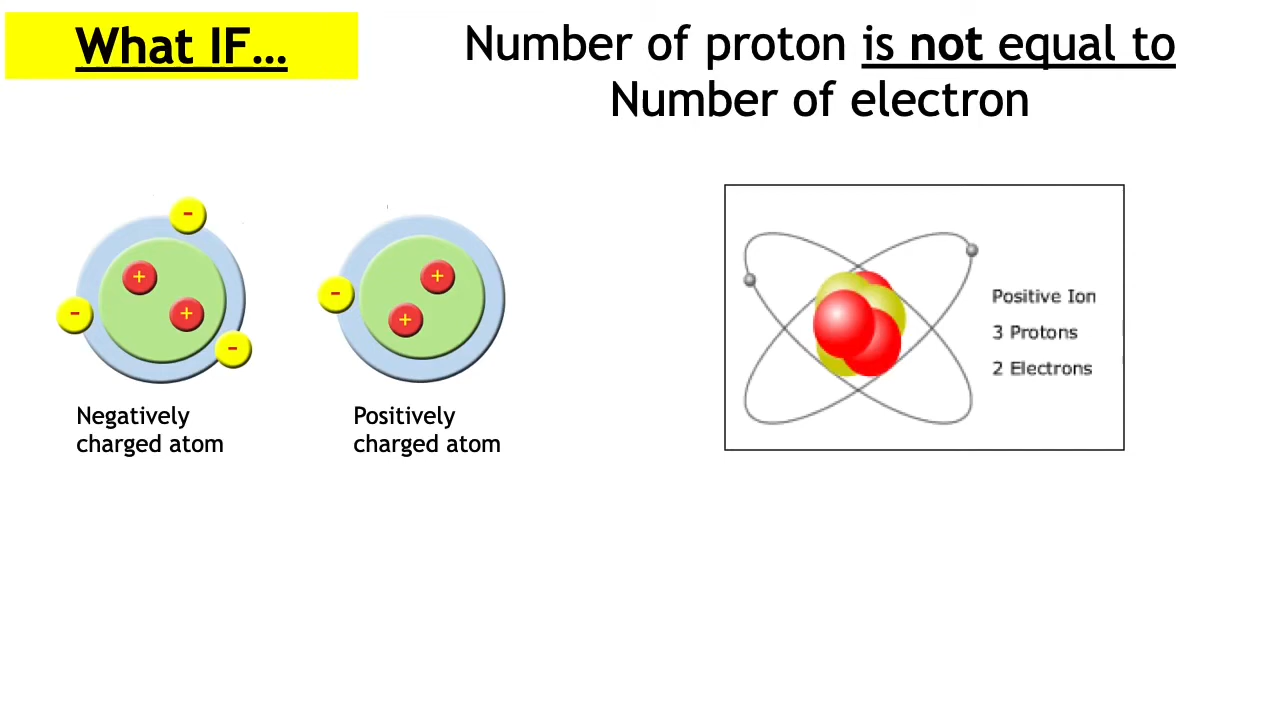 What IF…
Number of proton is not equal to
Number of electron
-
-
-
+
+
Negatively
charged atom
-
+
+
Positively
charged atom
Positive Ion
3 Protons
2 Electrons